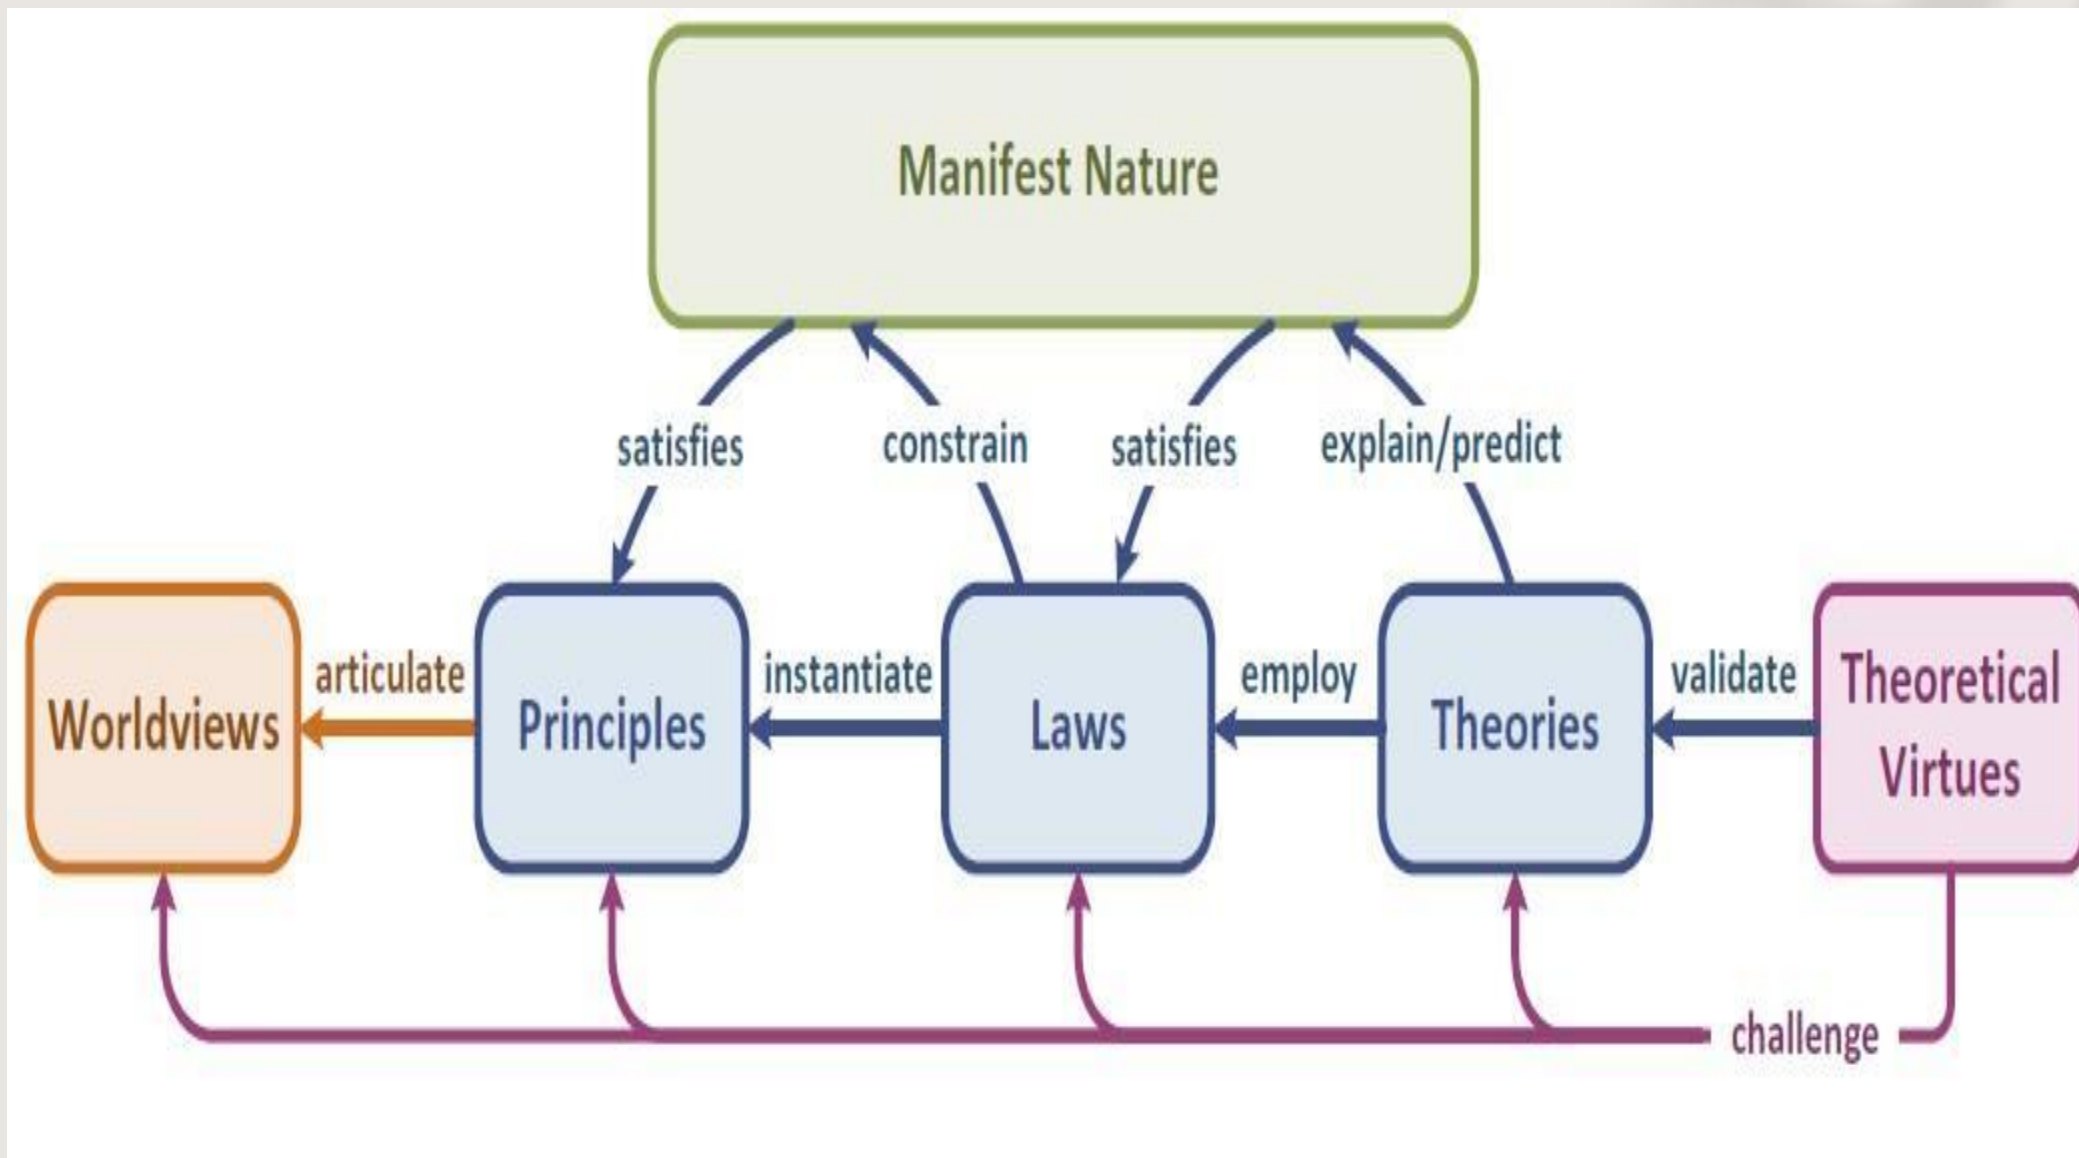 Manifest Nature
satisfies
constrain
satisfies
explain/predict
Worldviews
articulate
Principles
instantiate
Laws
employ
Theories
validate
Theoretical
Virtues
challenge